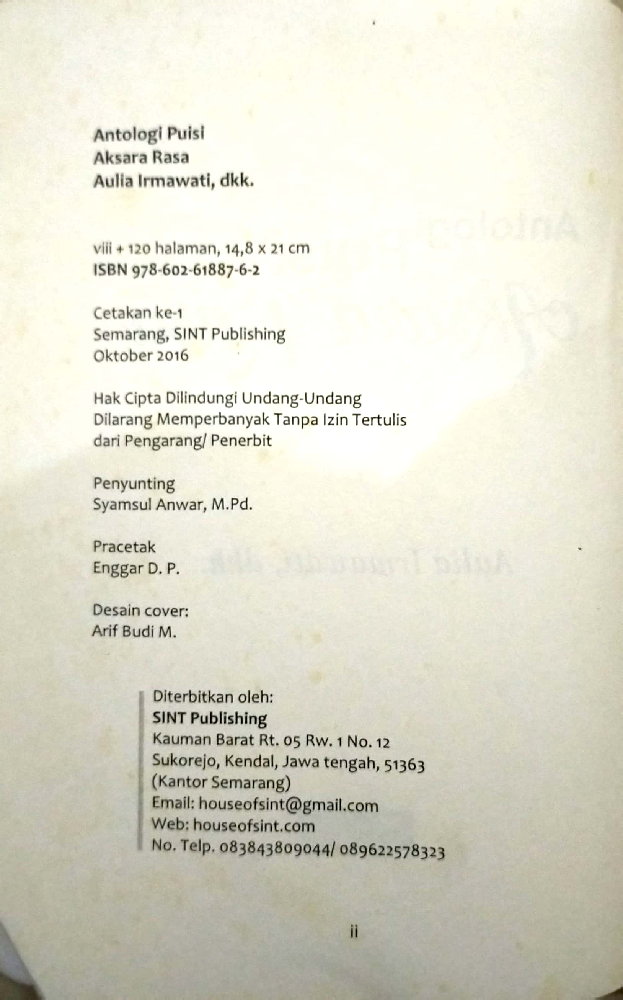 Antologi Puisi
Aksara Rasa
Aulia Irmawati, dkk.
viii + 120 halaman, 14,8 x 21 cm
ISBN 978-602-61887-6-2
Cetakan ke-1
Semarang, SINT Publishing
Oktober 2016
Hak Cipta Dilindungi Undang-Undang
Dilarang Memperbanyak Tanpa Izin Tertulis
dari Pengarang/ Penerbit
Penyunting
Syamsul Anwar, M.Pd.
Pracetak
Enggar D. P.
Desain cover:
Arif Budi M.
Diterbitkan oleh:
SINT Publishing
Kauman Barat Rt. 05 Rw. 1 No. 12
Sukorejo, Kendal, Jawa tengah, 51363
(Kantor Semarang)
Email: houseofsint@gmail.com
Web: houseofsint.com
No. Telp. 083843809044/ 089622578323
ii